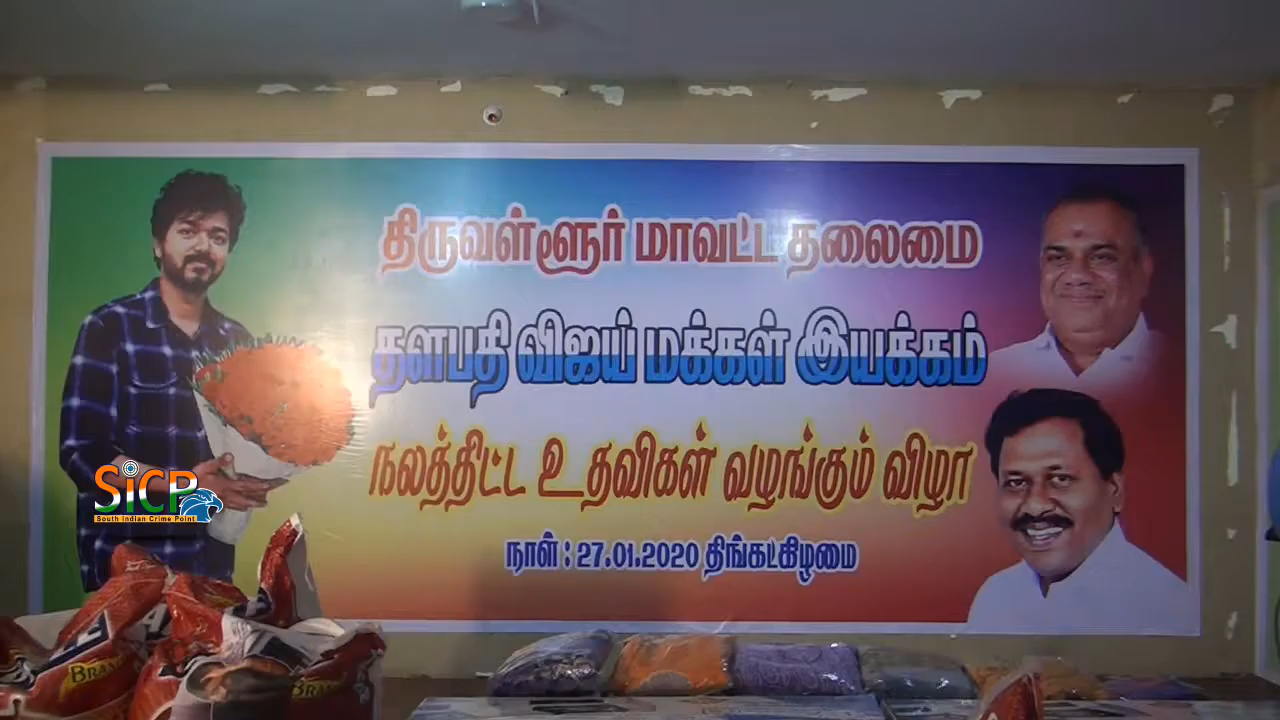 திருவள்ளூர் மாவட்ட தலைமை
தளபதி விஜய் மக்கள் இயக்கம்
நலத்திட்ட உதவிகள் வழங்கும் விழா
நாள் : 27.01.2020 திங்கட்கிழமை
SiCP
South Indian Crime Point